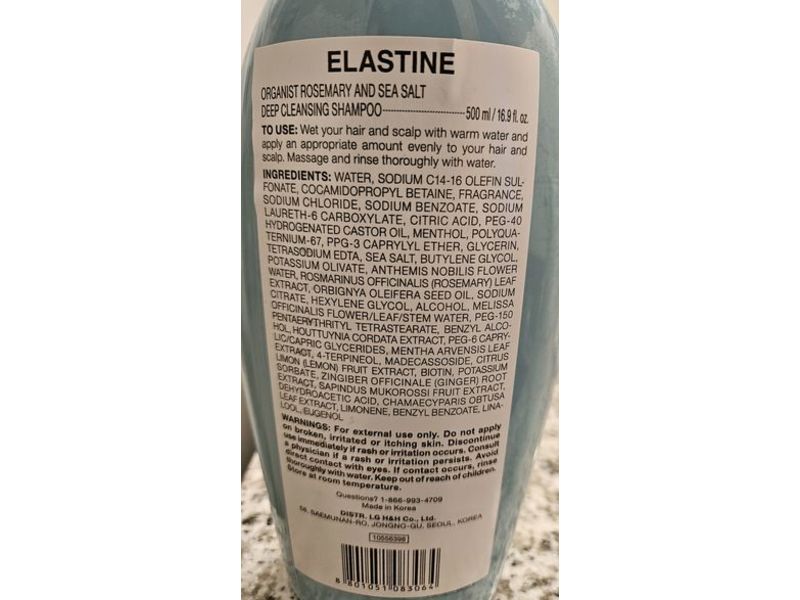 ELASTINE
ORGANIST ROSEMARY AND SEA SALT
DEEP CLEANSING SHAMPOO--------------------500 ml / 16.9 fl. oz.
TO USE: Wet your hair and scalp with warm water and
apply an appropriate amount evenly to your hair and
scalp. Massage and rinse thoroughly with water.
INGREDIENTS: WATER, SODIUM C14-16 OLEFIN SUL-
FONATE, COCAMIDOPROPYL BETAINE, FRAGRANCE,
SODIUM CHLORIDE, SODIUM BENZOATE, SODIUM
LAURETH-6 CARBOXYLATE, CITRIC ACID, PEG-40
HYDROGENATED CASTOR OIL, MENTHOL, POLYQUA-
TERNIUM-67, PPG-3 CAPRYLYL ETHER, GLYCERIN,
TETRASODIUM EDTA, SEA SALT, BUTYLENE GLYCOL,
POTASSIUM OLIVATE, ANTHEMIS NOBILIS FLOWER
WATER, ROSMARINUS OFFICINALIS (ROSEMARY) LEAF
EXTRACT, ORBIGNYA OLEIFERA SEED OIL, SODIUM
CITRATE, HEXYLENE GLYCOL, ALCOHOL, MELISSA
OFFICINALIS FLOWER/LEAF/STEM WATER, PEG-150
PENTAERYTHRITYL TETRASTEARATE, BENZYL ALCO-
HOL, HOUTTUYNIA CORDATA EXTRACT, PEG-6 CAPRY-
LIC/CAPRIC GLYCERIDES, MENTHA ARVENSIS LEAF
EXTRACT, 4-TERPINEOL, MADECASSOSIDE, CITRUS
LIMON (LEMON) FRUIT EXTRACT, BIOTIN, POTASSIUM
SORBATE, ZINGIBER OFFICINALE (GINGER) ROOT
EXTRACT, SAPINDUS MUKOROSSI FRUIT EXTRACT,
DEHYDROACETIC ACID, CHAMAECYPARIS OBTUSA
LEAF EXTRACT, LIMONENE, BENZYL BENZOATE, LINA-
LOOL, EUGENOL
WARNINGS: For external use only. Do not apply
on broken, irritated or itching skin. Discontinue
use immediately if rash or irritation occurs. Consult
a physician if a rash or irritation persists. Avoid
direct contact with eyes. If contact occurs, rinse
thoroughly with water. Keep out of reach of children.
Store at room temperature.
Questions? 1-866-993-4709
Made in Korea
DISTR. LG H&H Co., Ltd.
58, SAEMUNAN-RO, JONGNO-GU, SEOUL, KOREA
10556398
8 801051 083064